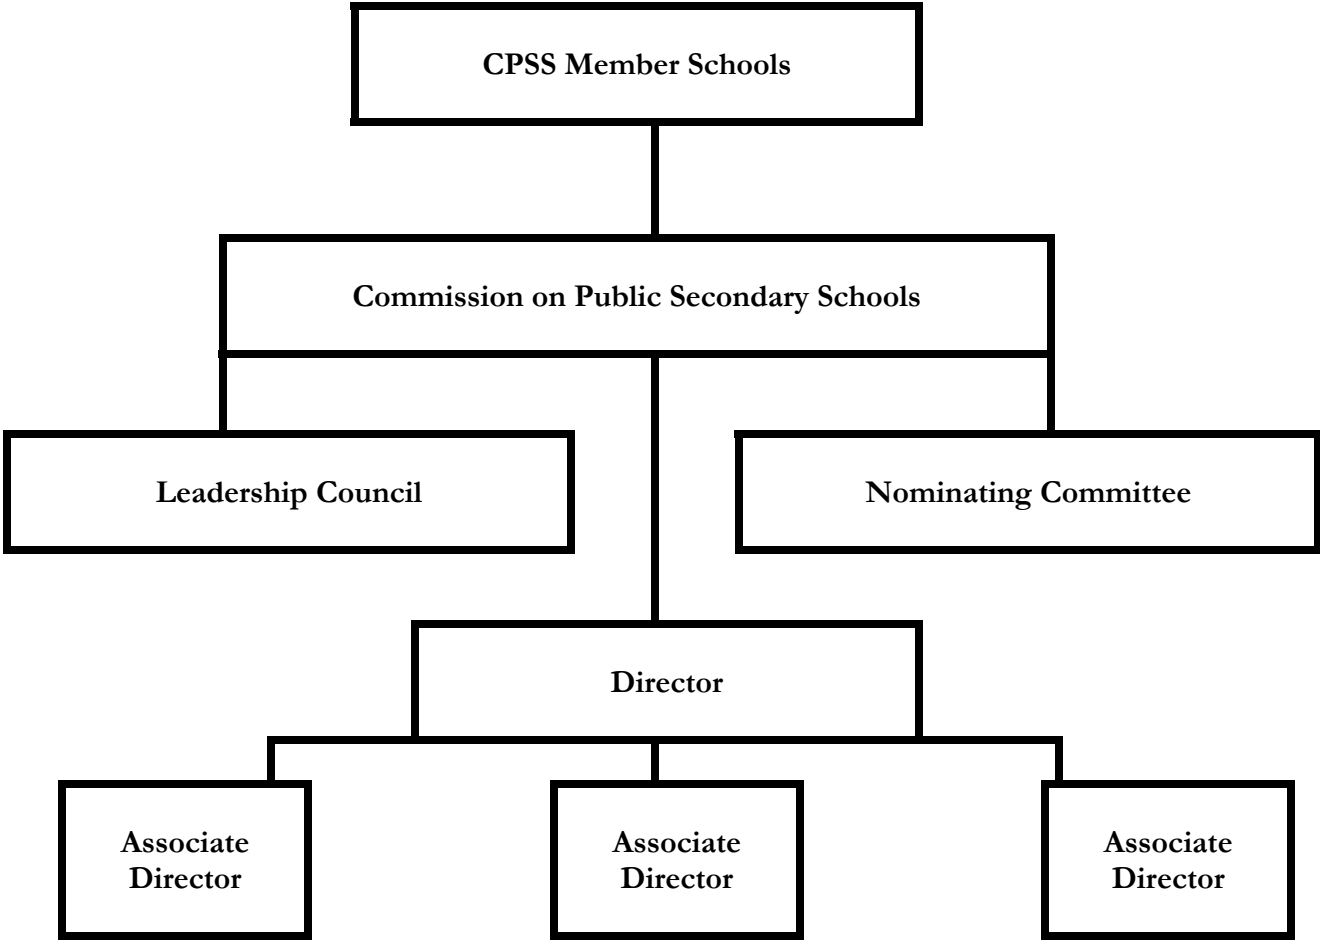 CPSS Member Schools
Commission on Public Secondary Schools
Leadership Council
Nominating Committee
Director
Associate
Director
Associate
Director
Associate
Director